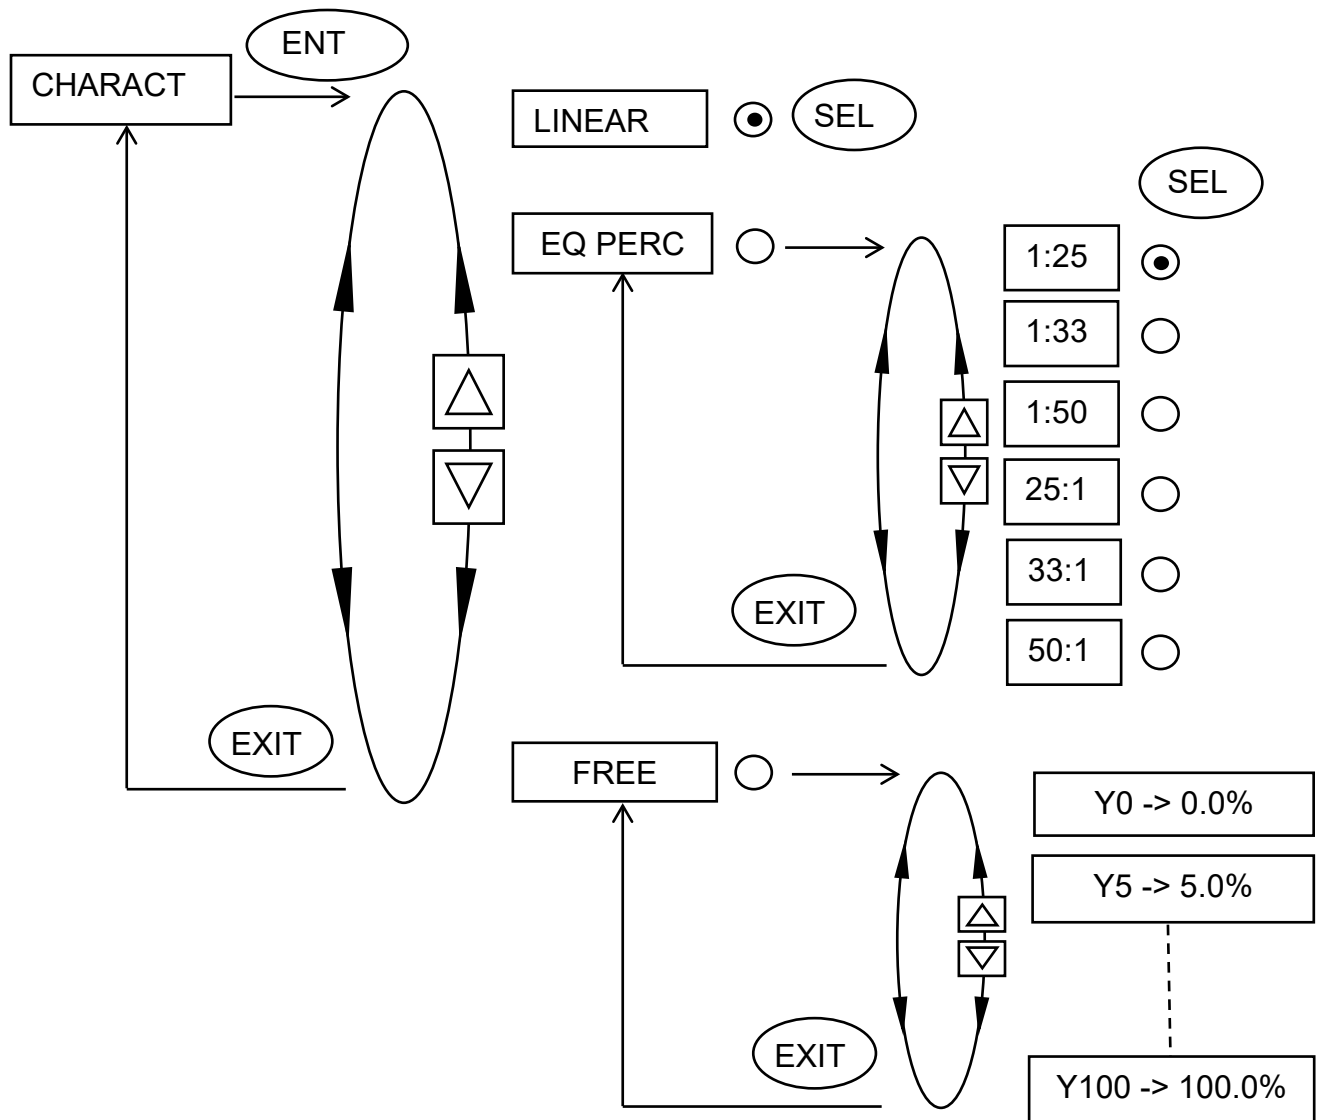 ENT
CHARACT
LINEAR
SEL
SEL
EQ PERC
1:25
1:33
1:50
25:1
33:1
50:1
EXIT
EXIT
FREE
Y0 -> 0.0%
Y5 -> 5.0%
EXIT
Y100 -> 100.0%